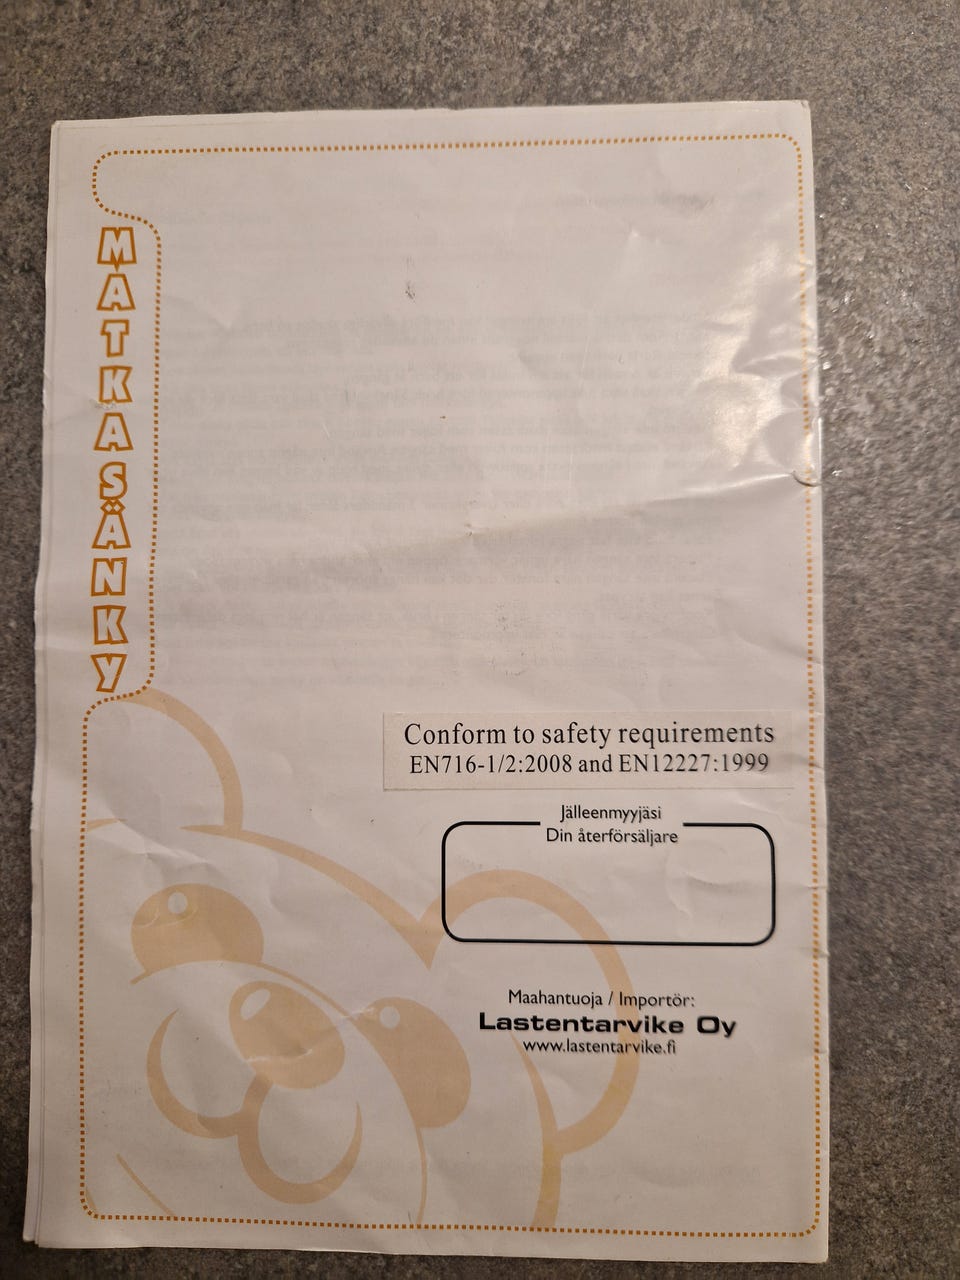 MATKASÄNKY
Conform to safety requirements
EN716-1/2:2008 and EN12227:1999
Jälleenmyyjäsi
Din återförsäljare
Maahantuoja / Importör:
Lastentarvike Oy
www.lastentarvike.fi